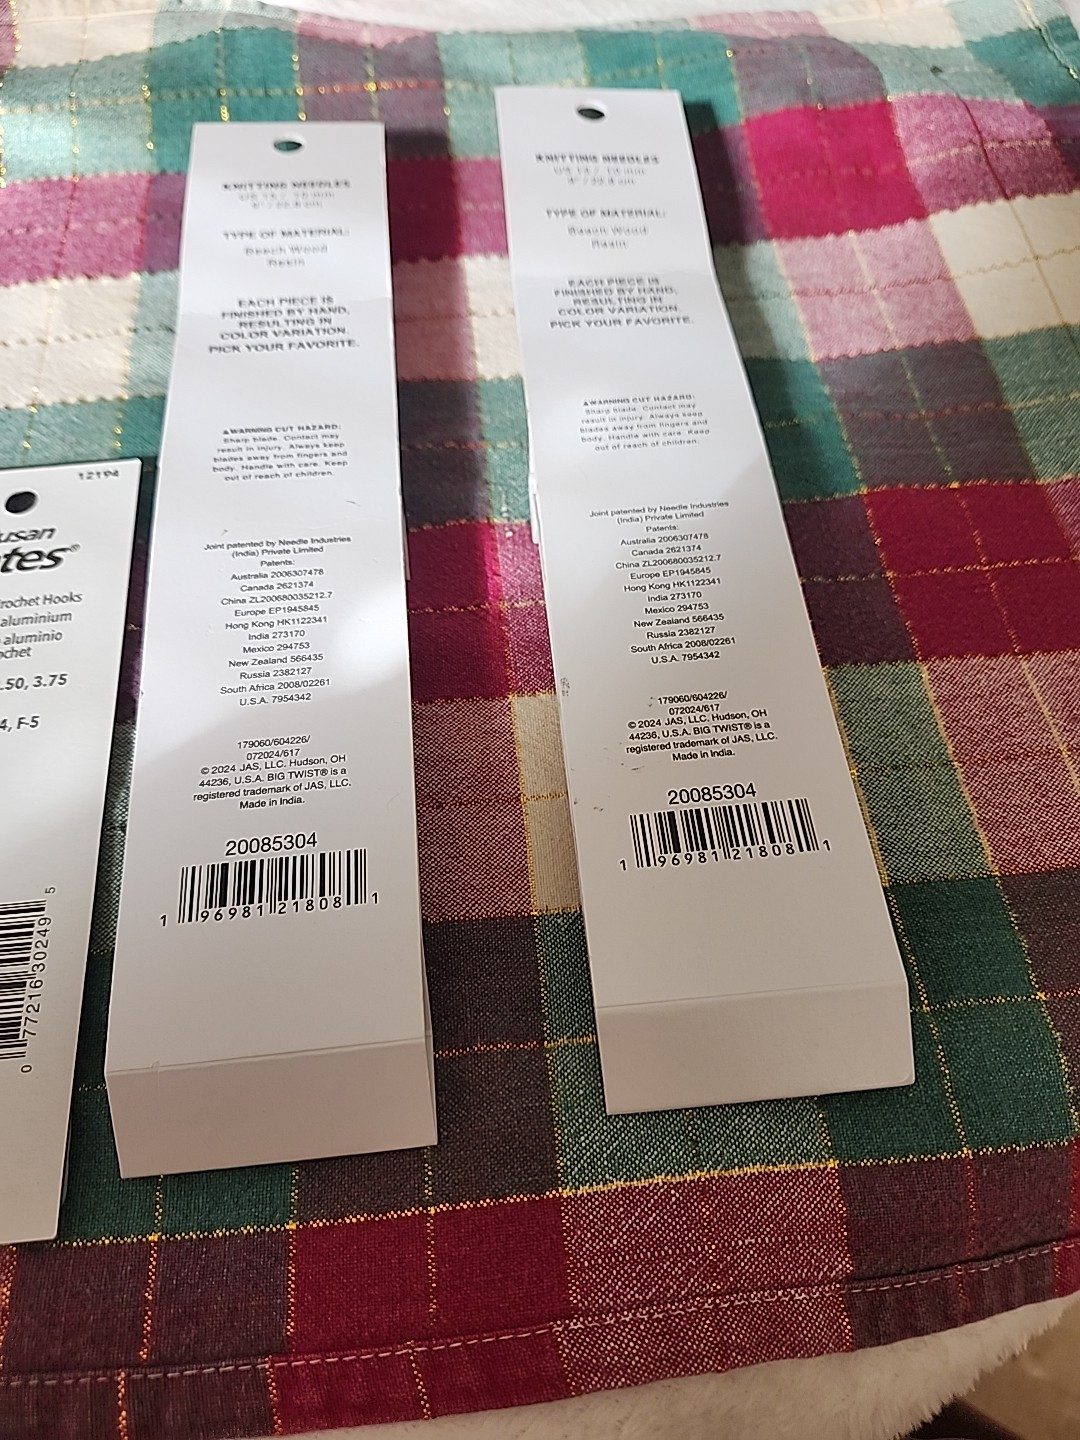 12194
usan
tes®
rochet Hooks
aluminium
aluminio
ochet
.50, 3.75
4, F-5
0 77216 30249 5
KNITTING NEEDLES
TYPE OF MATERIAL:
Beech Wood
Resin
EACH PIECE IS
FINISHED BY HAND,
RESULTING IN
COLOR VARIATION.
PICK YOUR FAVORITE.
⚠WARNING CUT HAZARD:
Sharp blade. Contact may
result in injury. Always keep
blades away from fingers and
body. Handle with care. Keep
out of reach of children.
Joint patented by Needle Industries
(India) Private Limited
Patents:
Australia 2006307478
Canada 2621374
China ZL200680035212.7
Europe EP1945845
Hong Kong HK1122341
India 273170
Mexico 294753
New Zealand 566435
Russia 2382127
South Africa 2008/02261
U.S.A. 7954342
179060/604226/
072024/617
© 2024 JAS, LLC. Hudson, OH
44236, U.S.A. BIG TWIST® is a
registered trademark of JAS, LLC.
Made in India.
20085304
1 96981 21808 1
KNITTING NEEDLES
TYPE OF MATERIAL:
Beech Wood
Resin
EACH PIECE IS
FINISHED BY HAND,
RESULTING IN
COLOR VARIATION.
PICK YOUR FAVORITE.
⚠WARNING CUT HAZARD:
Sharp blade. Contact may
result in injury. Always keep
blades away from fingers and
body. Handle with care. Keep
out of reach of children.
Joint patented by Needle Industries
(India) Private Limited
Patents:
Australia 2006307478
Canada 2621374
China ZL200680035212.7
Europe EP1945845
Hong Kong HK1122341
India 273170
Mexico 294753
New Zealand 566435
Russia 2382127
South Africa 2008/02261
U.S.A. 7954342
179060/604226/
072024/617
© 2024 JAS, LLC. Hudson, OH
44236, U.S.A. BIG TWIST® is a
registered trademark of JAS, LLC.
Made in India.
20085304
1 96981 21808 1